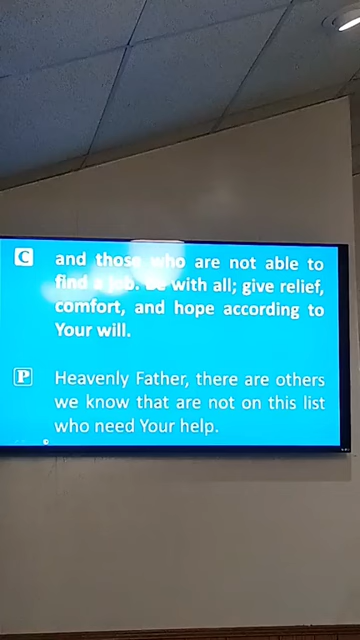 C and those who are not able to
find a job. Be with all; give relief,
comfort, and hope according to
Your will.
P Heavenly Father, there are others
we know that are not on this list
who need Your help.